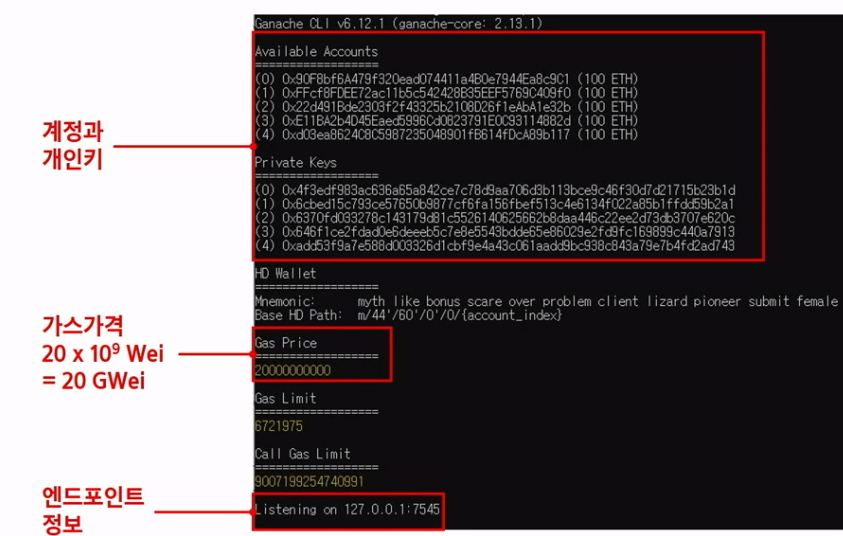 Ganache CLI v6.12.1 (ganache-core: 2.13.1)
Available Accounts
==================
(0) 0x90F8bf6A479f320ead074411a4B0e7944Ea8c9C1 (100 ETH)
(1) 0xFFcf8FDEE72ac11b5c542428B35EEF5769C409f0 (100 ETH)
(2) 0x22d491Bde2303f2f43325b2108D26f1eAbA1e32b (100 ETH)
(3) 0xE11BA2b4D45Eaed5996Cd0823791E0C93114882d (100 ETH)
(4) 0xd03ea8624C8C5987235048901fB614fDcA89b117 (100 ETH)
계정과
개인키
Private Keys
==================
(0) 0x4f3edf983ac636a65a842ce7c78d9aa706d3b113bce9c46f30d7d21715b23b1d
(1) 0x6cbed15c793ce57650b9877cf6fa156fbef513c4e6134f022a85b1ffdd59b2a1
(2) 0x6370fd033278c143179d81c5526140625662b8daa446c22ee2d73db3707e620c
(3) 0x646f1ce2fdad0e6deeeb5c7e8e5543bdde65e86029e2fd9fc169899c440a7913
(4) 0xadd53f9a7e588d003326d1cbf9e4a43c061aadd9bc938c843a79e7b4fd2ad743
HD Wallet
==================
Mnemonic:      myth like bonus scare over problem client lizard pioneer submit female
Base HD Path:  m/44'/60'/0'/0/{account_index}
가스가격
20 x 10⁹ Wei
= 20 GWei
Gas Price
==================
20000000000
Gas Limit
==================
6721975
Call Gas Limit
==================
9007199254740991
엔드포인트
정보
Listening on 127.0.0.1:7545